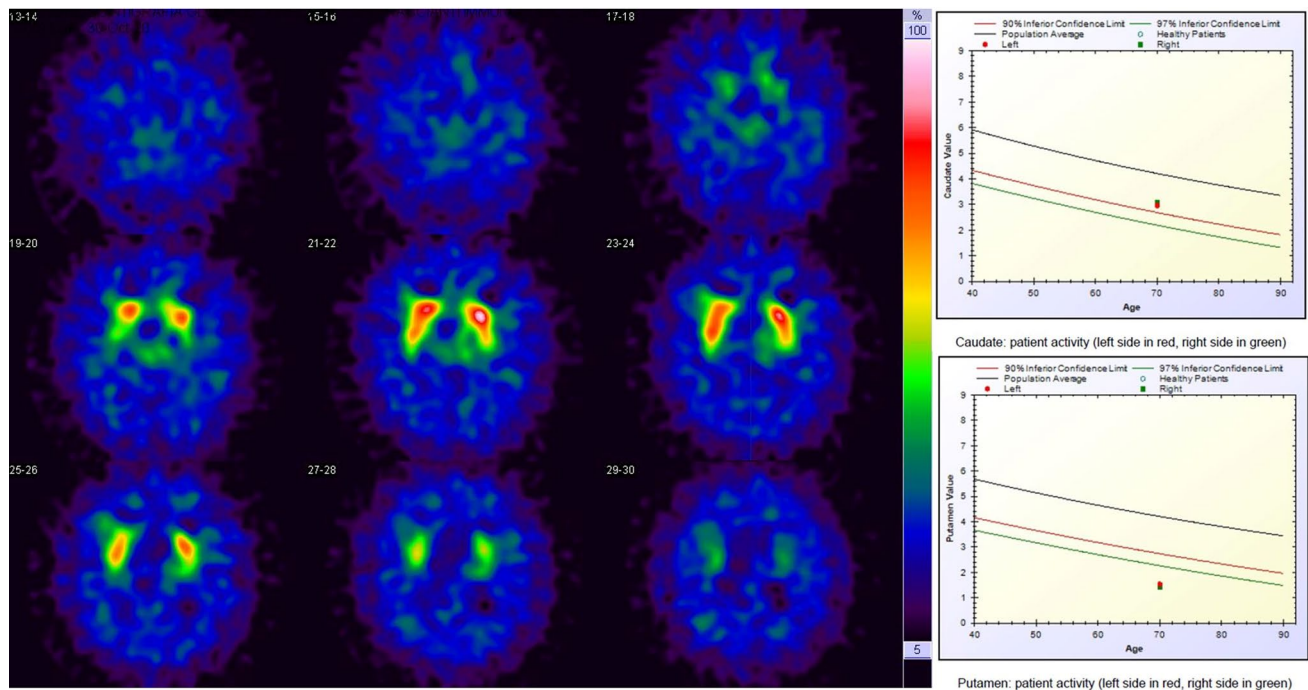 13-14
15-16
17-18
19-20
21-22
23-24
25-26
27-28
29-30
%
100
5
90% Inferior Confidence Limt 97% Inferior Confidence Limt
Population Average Healthy Patients
Left Right
Caudate Value
9
8
7
6
5
4
3
2
1
0
40 50 60 70 80 90
Age
Caudate: patient activity (left side in red, right side in green)
90% Inferior Confidence Limt 97% Inferior Confidence Limt
Population Average Healthy Patients
Left Right
Putamen Value
9
8
7
6
5
4
3
2
1
0
40 50 60 70 80 90
Age
Putamen: patient activity (left side in red, right side in green)